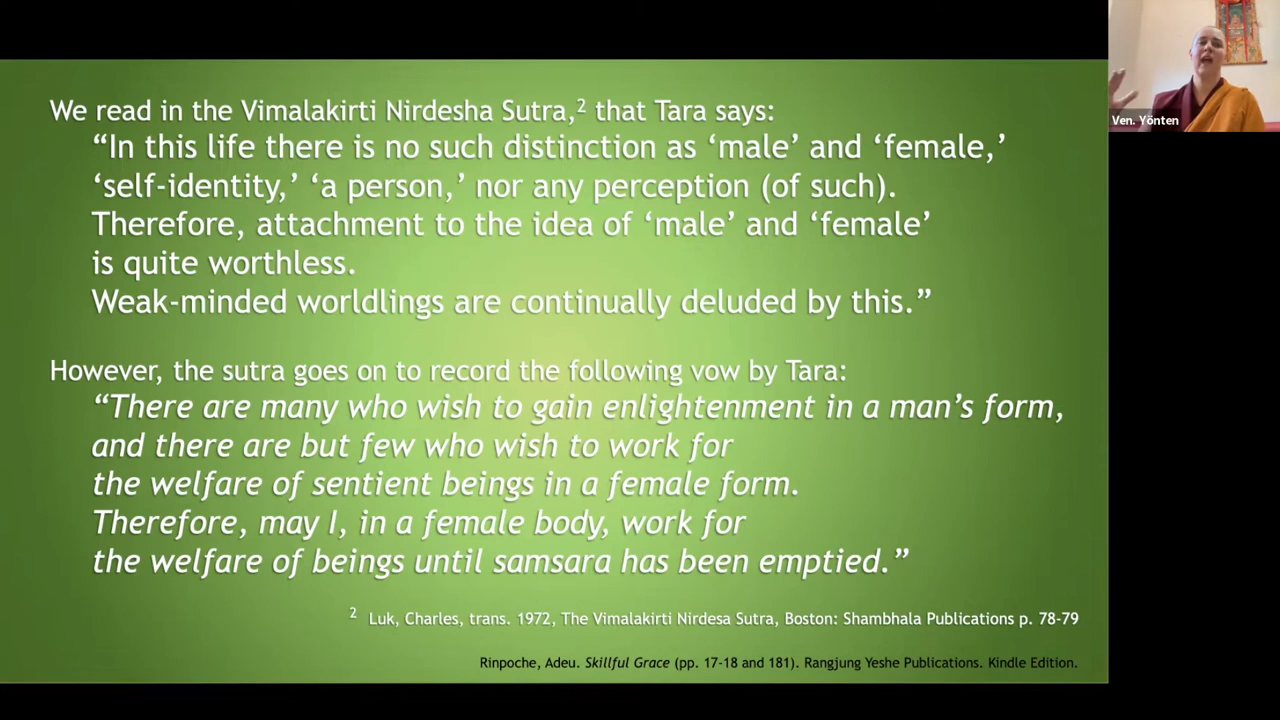 We read in the Vimalakirti Nirdesha Sutra,² that Tara says:
“In this life there is no such distinction as ‘male’ and ‘female,’
‘self-identity,’ ‘a person,’ nor any perception (of such).
Therefore, attachment to the idea of ‘male’ and ‘female’
is quite worthless.
Weak-minded worldlings are continually deluded by this.”
However, the sutra goes on to record the following vow by Tara:
“There are many who wish to gain enlightenment in a man’s form,
and there are but few who wish to work for
the welfare of sentient beings in a female form.
Therefore, may I, in a female body, work for
the welfare of beings until samsara has been emptied.”
² Luk, Charles, trans. 1972, The Vimalakirti Nirdesa Sutra, Boston: Shambhala Publications p. 78-79
Rinpoche, Adeu. Skillful Grace (pp. 17-18 and 181). Rangjung Yeshe Publications. Kindle Edition.
Ven. Yönten